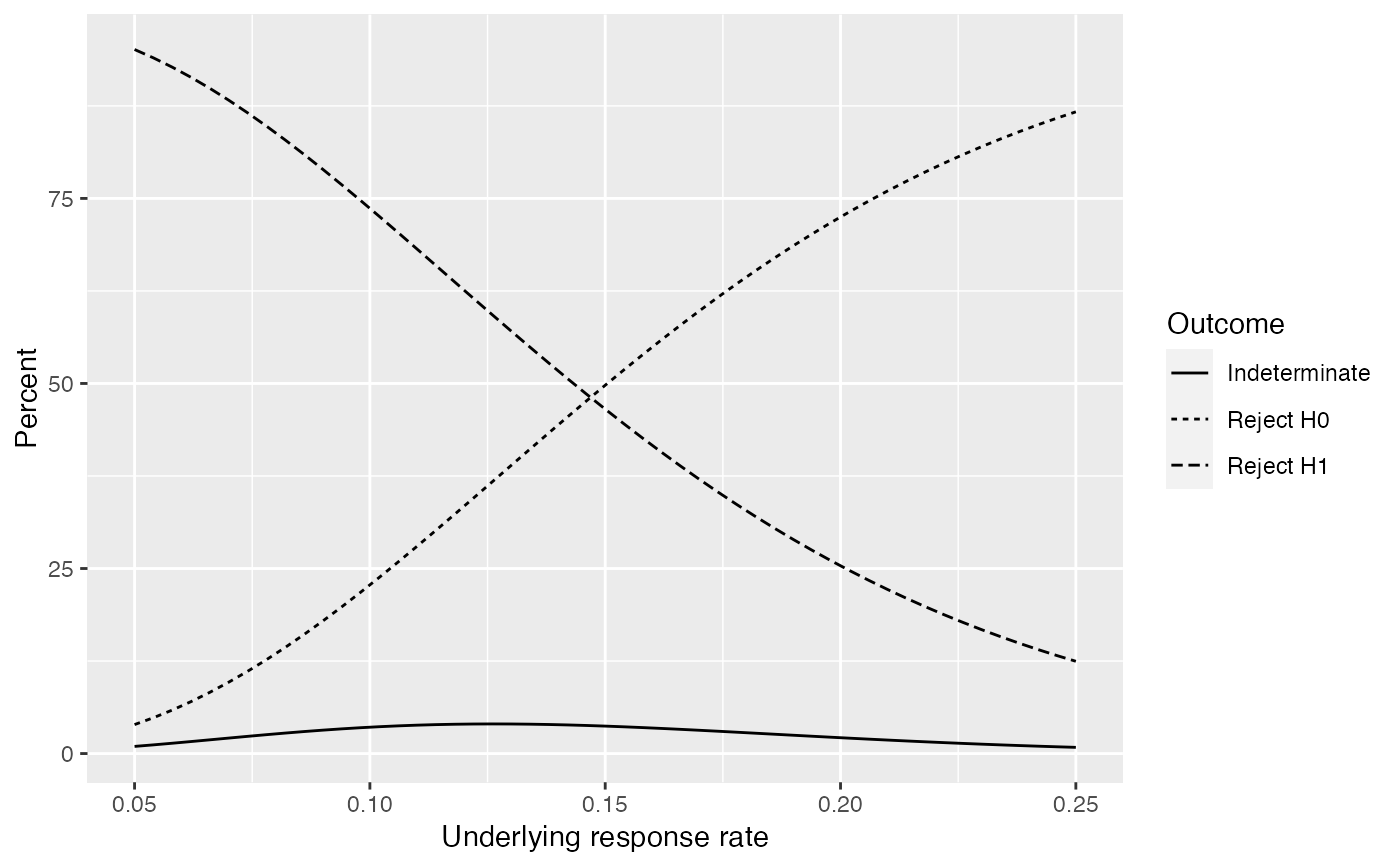 Percent
75
50
25
0
0.05
0.10
0.15
0.20
0.25
Underlying response rate
Outcome
Indeterminate
Reject H0
Reject H1